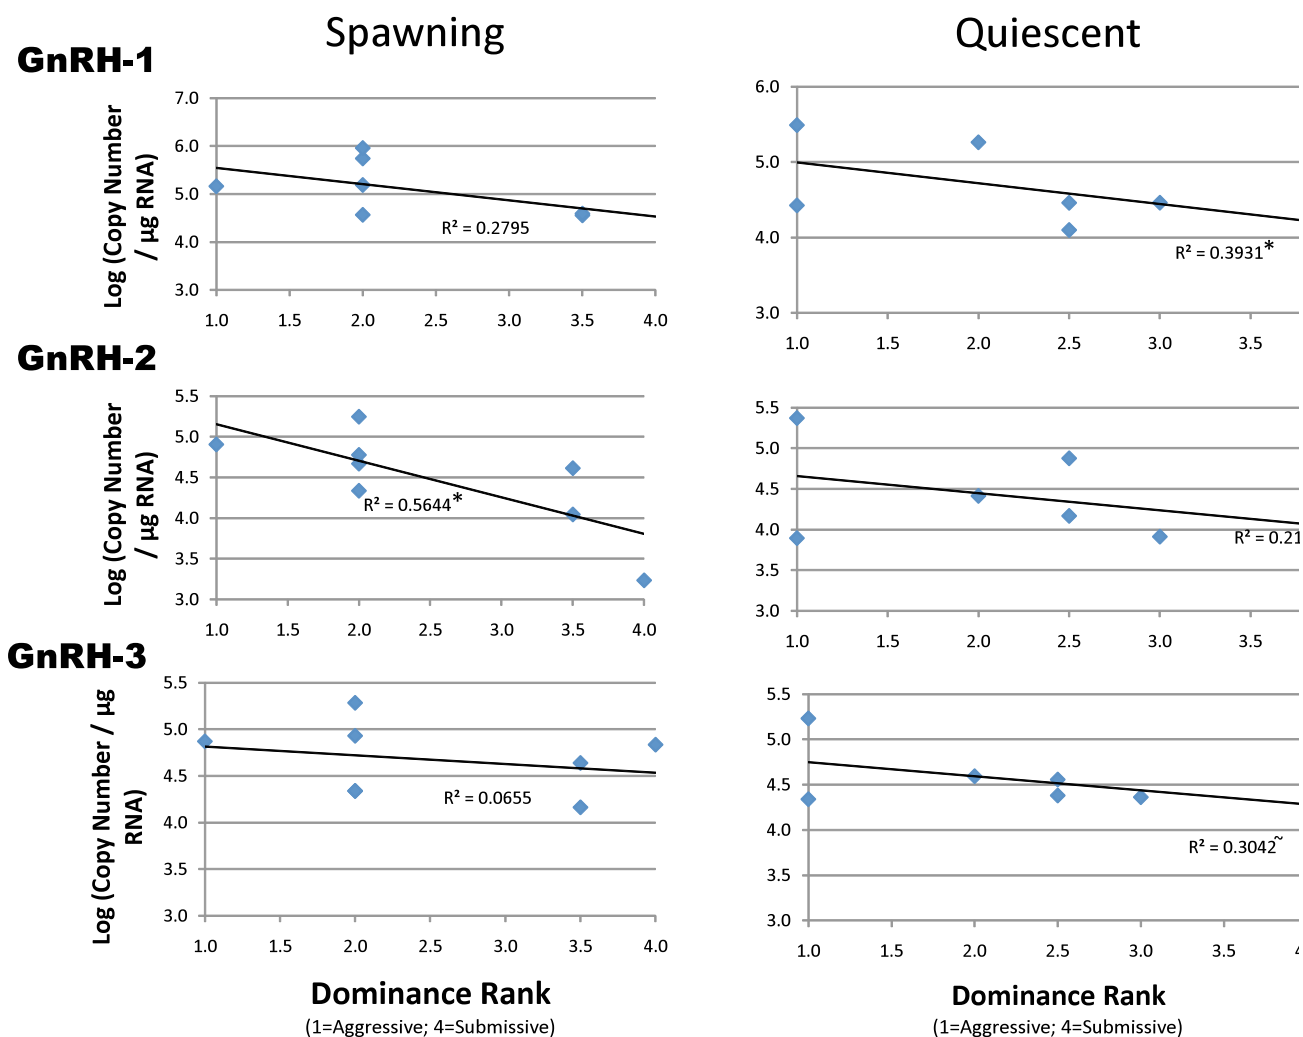 Spawning
Quiescent
GnRH-1
Log (Copy Number
/ µg RNA)
7.0
6.0
5.0
4.0
3.0
R² = 0.2795
1.0 1.5 2.0 2.5 3.0 3.5 4.0
6.0
5.0
4.0
3.0
R² = 0.3931*
1.0 1.5 2.0 2.5 3.0 3.5
GnRH-2
Log (Copy Number
/ µg RNA)
5.5
5.0
4.5
4.0
3.5
3.0
R² = 0.5644*
1.0 1.5 2.0 2.5 3.0 3.5 4.0
5.5
5.0
4.5
4.0
3.5
3.0
R² = 0.21
1.0 1.5 2.0 2.5 3.0 3.5
GnRH-3
Log (Copy Number / µg
RNA)
5.5
5.0
4.5
4.0
3.5
3.0
R² = 0.0655
1.0 1.5 2.0 2.5 3.0 3.5 4.0
Dominance Rank
(1=Aggressive; 4=Submissive)
5.5
5.0
4.5
4.0
3.5
3.0
R² = 0.3042~
1.0 2.0 2.5 3.0 4
Dominance Rank
(1=Aggressive; 4=Submissive)